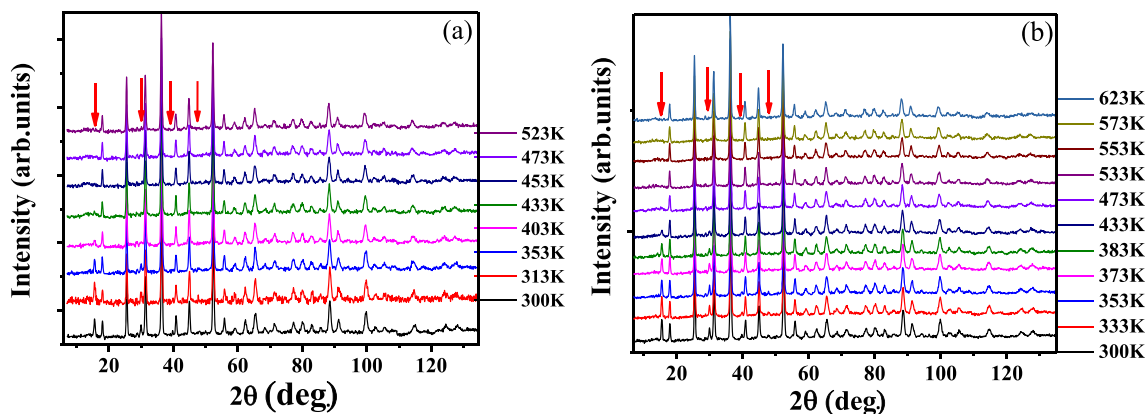 (a)
Intensity (arb.units)
523K
473K
453K
433K
403K
353K
313K
300K
20 40 60 80 100 120
2θ (deg.)
(b)
Intensity (arb.units)
623K
573K
553K
533K
473K
433K
383K
373K
353K
333K
300K
20 40 60 80 100 120
2θ (deg.)